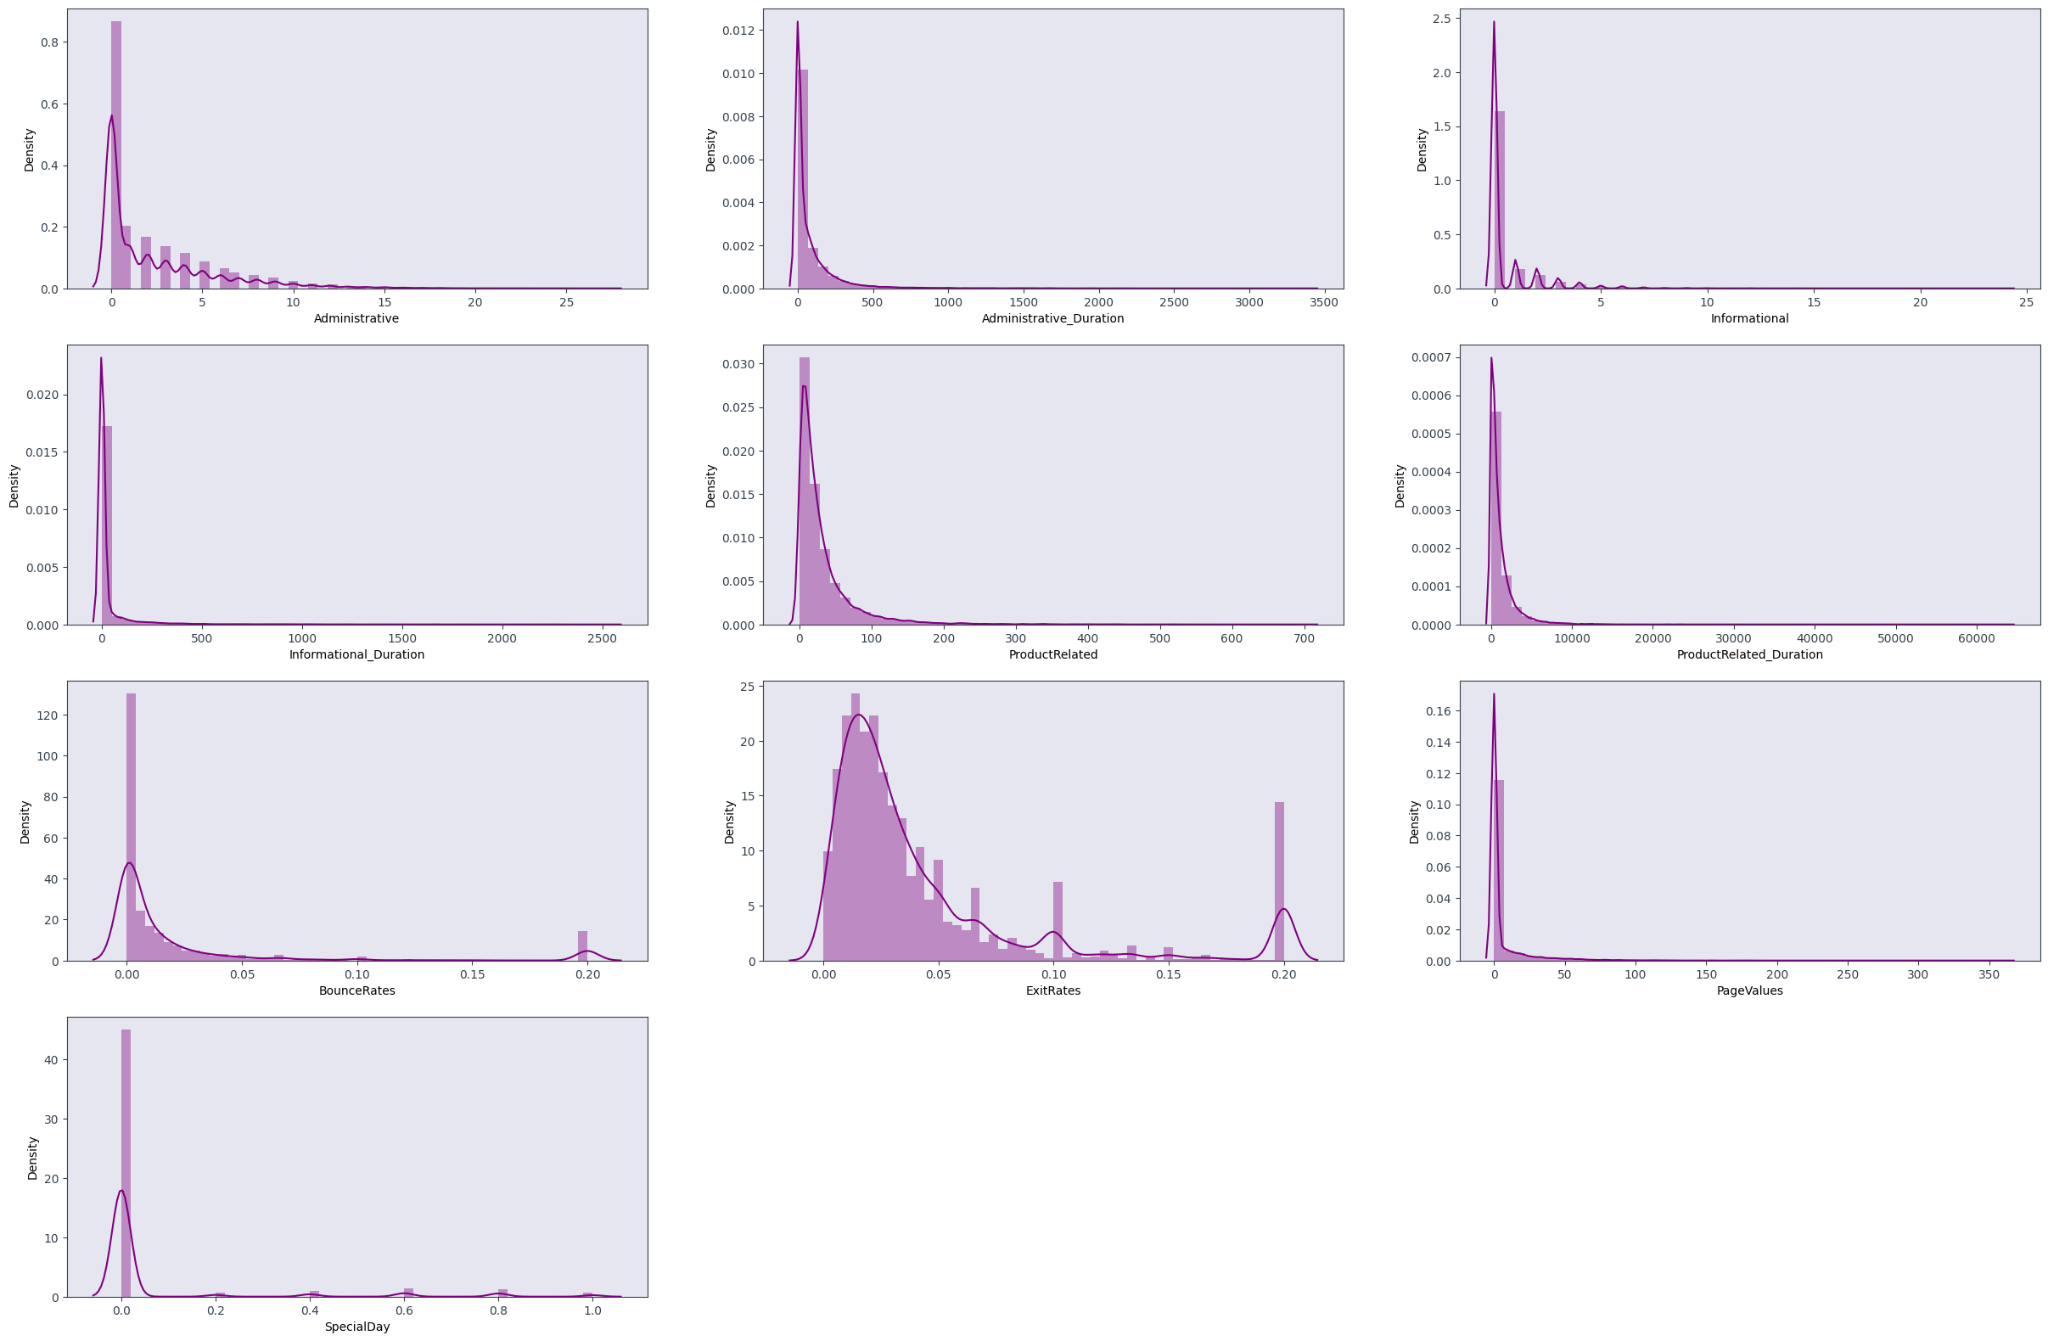 Density
0.8
0.6
0.4
0.2
0.0
0 5 10 15 20 25
Administrative
Density
0.012
0.010
0.008
0.006
0.004
0.002
0.000
0 500 1000 1500 2000 2500 3000 3500
Administrative_Duration
Density
2.5
2.0
1.5
1.0
0.5
0.0
0 5 10 15 20 25
Informational
Density
0.020
0.015
0.010
0.005
0.000
0 500 1000 1500 2000 2500
Informational_Duration
Density
0.030
0.025
0.020
0.015
0.010
0.005
0.000
0 100 200 300 400 500 600 700
ProductRelated
Density
0.0007
0.0006
0.0005
0.0004
0.0003
0.0002
0.0001
0.0000
0 10000 20000 30000 40000 50000 60000
ProductRelated_Duration
Density
120
100
80
60
40
20
0
0.00 0.05 0.10 0.15 0.20
BounceRates
Density
25
20
15
10
5
0
0.00 0.05 0.10 0.15 0.20
ExitRates
Density
0.16
0.14
0.12
0.10
0.08
0.06
0.04
0.02
0.00
0 50 100 150 200 250 300 350
PageValues
Density
40
30
20
10
0
0.0 0.2 0.4 0.6 0.8 1.0
SpecialDay